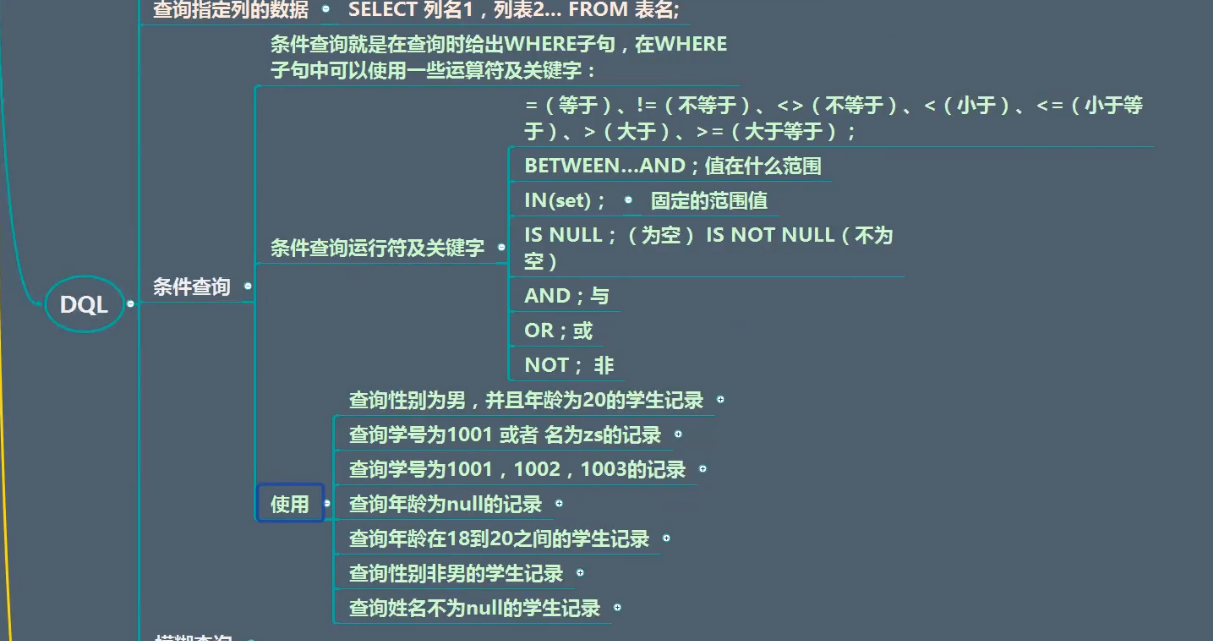 查询指定列的数据 SELECT 列名1，列表2... FROM 表名;
条件查询就是在查询时给出WHERE子句，在WHERE
子句中可以使用一些运算符及关键字：
=（等于）、!=（不等于）、<>（不等于）、<（小于）、<=（小于等
于）、>（大于）、>=（大于等于）；
BETWEEN...AND；值在什么范围
IN(set)； 固定的范围值
IS NULL；（为空） IS NOT NULL（不为
空）
条件查询运行符及关键字
条件查询
DQL
AND；与
OR；或
NOT； 非
查询性别为男，并且年龄为20的学生记录
查询学号为1001 或者 名为zs的记录
查询学号为1001，1002，1003的记录
使用
查询年龄为null的记录
查询年龄在18到20之间的学生记录
查询性别非男的学生记录
查询姓名不为null的学生记录
模糊查询